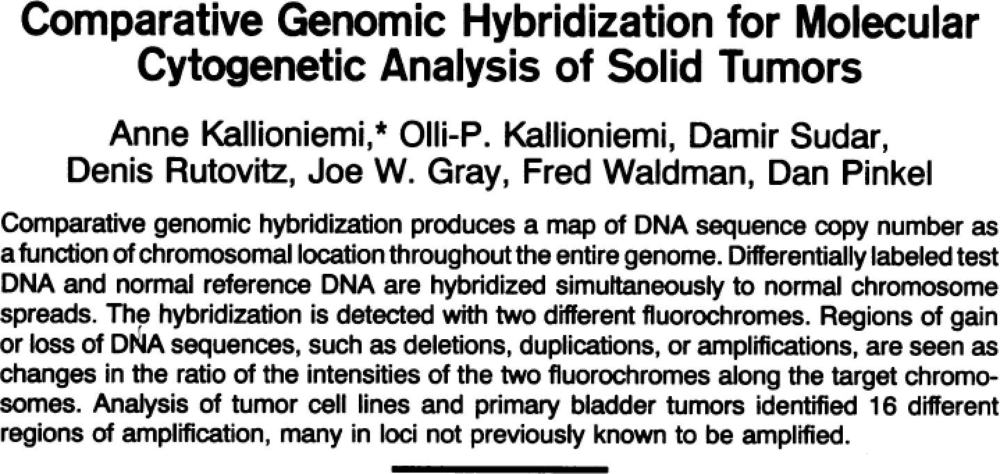 Comparative Genomic Hybridization for Molecular
Cytogenetic Analysis of Solid Tumors
Anne Kallioniemi,* Olli-P. Kallioniemi, Damir Sudar,
Denis Rutovitz, Joe W. Gray, Fred Waldman, Dan Pinkel
Comparative genomic hybridization produces a map of DNA sequence copy number as
a function of chromosomal location throughout the entire genome. Differentially labeled test
DNA and normal reference DNA are hybridized simultaneously to normal chromosome
spreads. The hybridization is detected with two different fluorochromes. Regions of gain
or loss of DNA sequences, such as deletions, duplications, or amplifications, are seen as
changes in the ratio of the intensities of the two fluorochromes along the target chromo-
somes. Analysis of tumor cell lines and primary bladder tumors identified 16 different
regions of amplification, many in loci not previously known to be amplified.